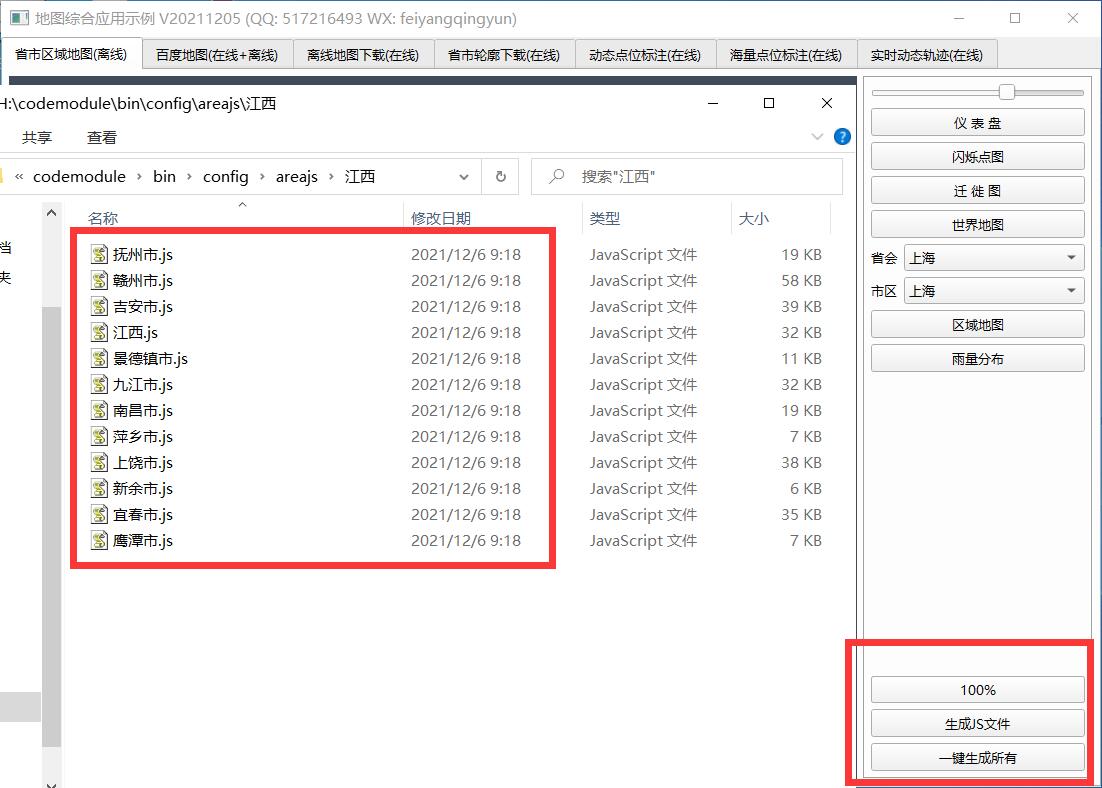 地图综合应用示例 V20211205 (QQ: 517216493 WX: feiyangqingyun)
省市区域地图(离线) 百度地图(在线+离线) 离线地图下载(在线) 省市轮廓下载(在线) 动态点位标注(在线) 海量点位标注(在线) 实时动态轨迹(在线)
H:\codemodule\bin\config\areajs\江西
共享 查看
« codemodule › bin › config › areajs › 江西
搜索"江西"
名称 修改日期 类型 大小
档
夹
抚州市.js 2021/12/6 9:18 JavaScript 文件 19 KB
赣州市.js 2021/12/6 9:18 JavaScript 文件 58 KB
吉安市.js 2021/12/6 9:18 JavaScript 文件 39 KB
江西.js 2021/12/6 9:18 JavaScript 文件 32 KB
景德镇市.js 2021/12/6 9:18 JavaScript 文件 11 KB
九江市.js 2021/12/6 9:18 JavaScript 文件 32 KB
南昌市.js 2021/12/6 9:18 JavaScript 文件 19 KB
萍乡市.js 2021/12/6 9:18 JavaScript 文件 7 KB
上饶市.js 2021/12/6 9:18 JavaScript 文件 38 KB
新余市.js 2021/12/6 9:18 JavaScript 文件 6 KB
宜春市.js 2021/12/6 9:18 JavaScript 文件 35 KB
鹰潭市.js 2021/12/6 9:18 JavaScript 文件 7 KB
仪 表 盘
闪烁点图
迁 徙 图
世界地图
省会 上海
市区 上海
区域地图
雨量分布
100%
生成JS文件
一键生成所有